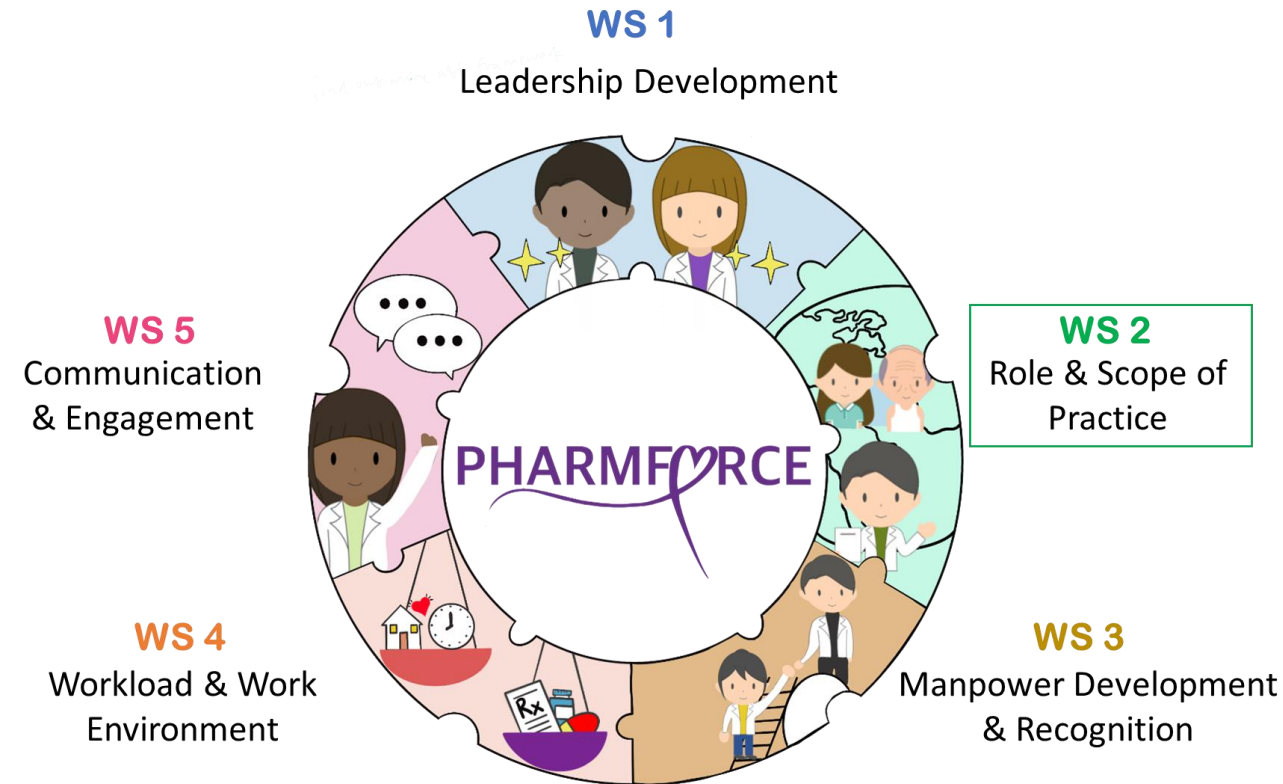 WS 1
Leadership Development
WS 2
Role & Scope of
Practice
WS 3
Manpower Development
& Recognition
WS 4
Workload & Work
Environment
WS 5
Communication
& Engagement
PHARMFORCE
Rx